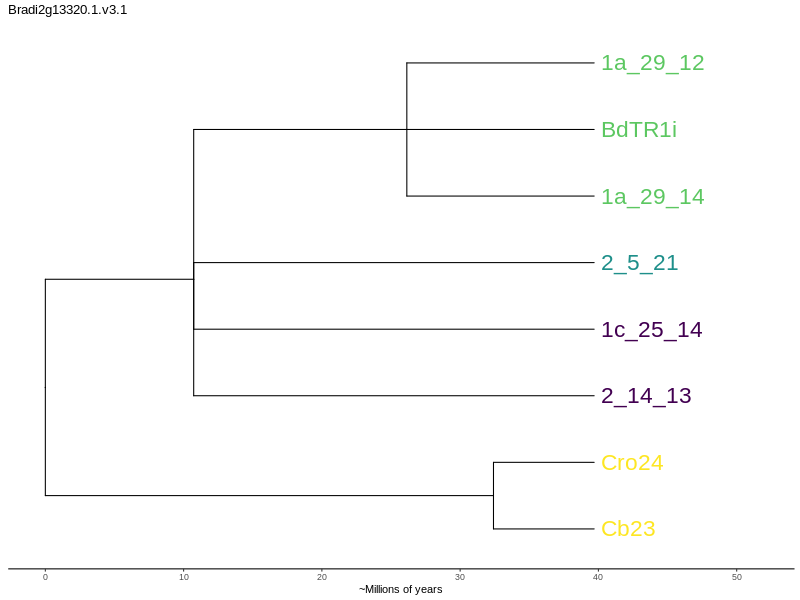 Bradi2g13320.1.v3.1
1a_29_12
BdTR1i
1a_29_14
2_5_21
1c_25_14
2_14_13
Cro24
Cb23
0 10 20 30 40 50
~Millions of years